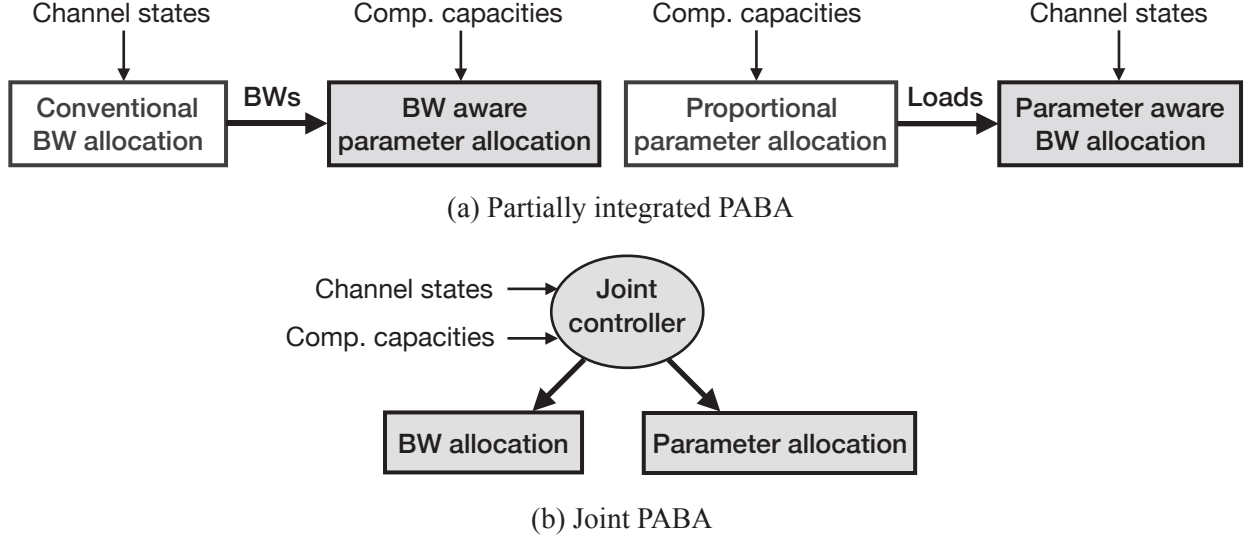 Channel states
Comp. capacities
Comp. capacities
Channel states
Conventional
BW allocation
BWs
BW aware
parameter allocation
Proportional
parameter allocation
Loads
Parameter aware
BW allocation
(a) Partially integrated PABA
Channel states
Comp. capacities
Joint
controller
BW allocation
Parameter allocation
(b) Joint PABA